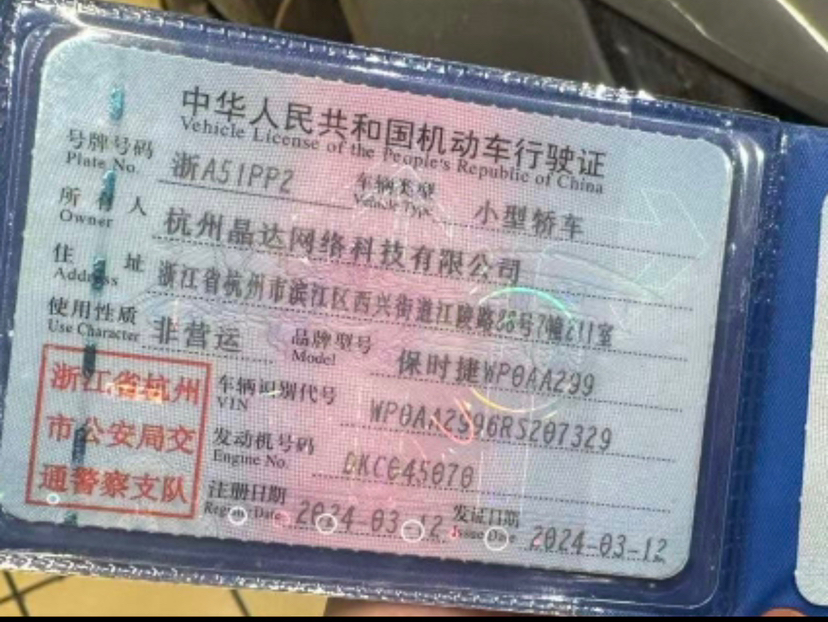 中华人民共和国机动车行驶证
Vehicle License of the People's Republic of China
号牌号码 浙A51PP2 车辆类型 小型轿车
Plate No. Vehicle Type
所有人 杭州晶达网络科技有限公司
Owner
住址 浙江省杭州市滨江区西兴街道江陵路88号7幢211室
Address
使用性质 非营运 品牌型号 保时捷WP0AA299
Use Character Model
浙江省杭州 车辆识别代号 WP0AA2996RS207329
VIN
市公安局交 发动机号码 DKC045070
Engine No.
通警察支队 注册日期 2024-03-12 发证日期 2024-03-12
Register Date Issue Date